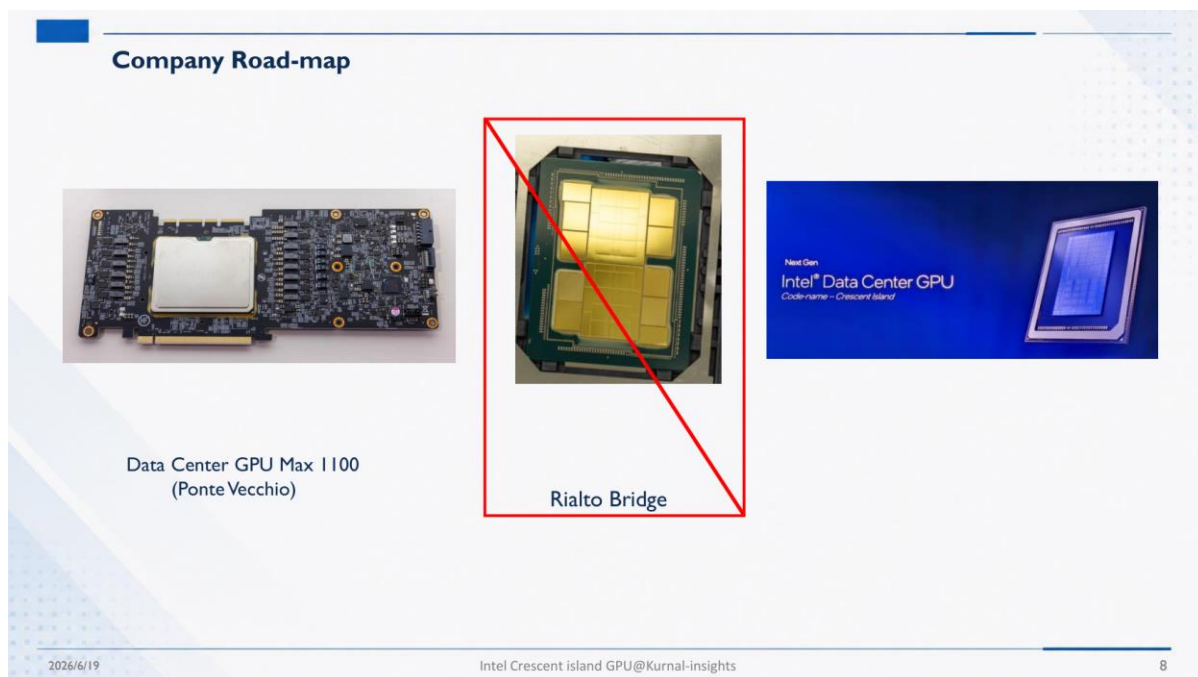 Company Road-map
Next Gen
Intel® Data Center GPU
Code-name – Crescent Island
Data Center GPU Max 1100
(Ponte Vecchio)
Rialto Bridge
2026/6/19
Intel Crescent island GPU@Kurnal-insights
8